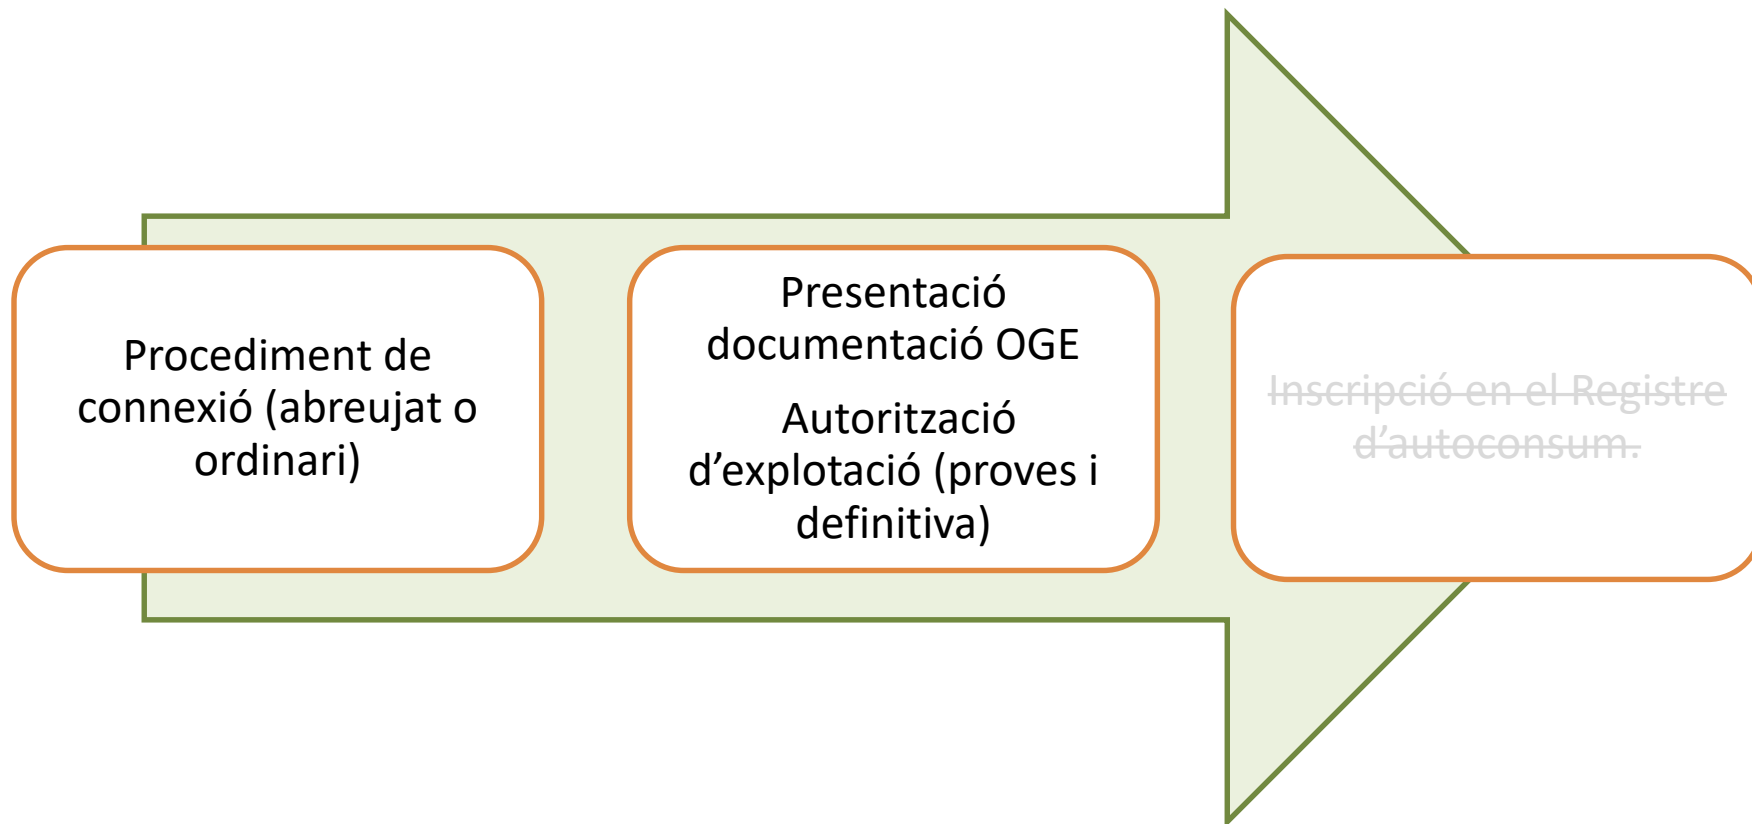 Procediment de
connexió (abreujat o
ordinari)
Presentació
documentació OGE
Autorització
d’explotació (proves i
definitiva)
Inscripció en el Registre
d’autoconsum.